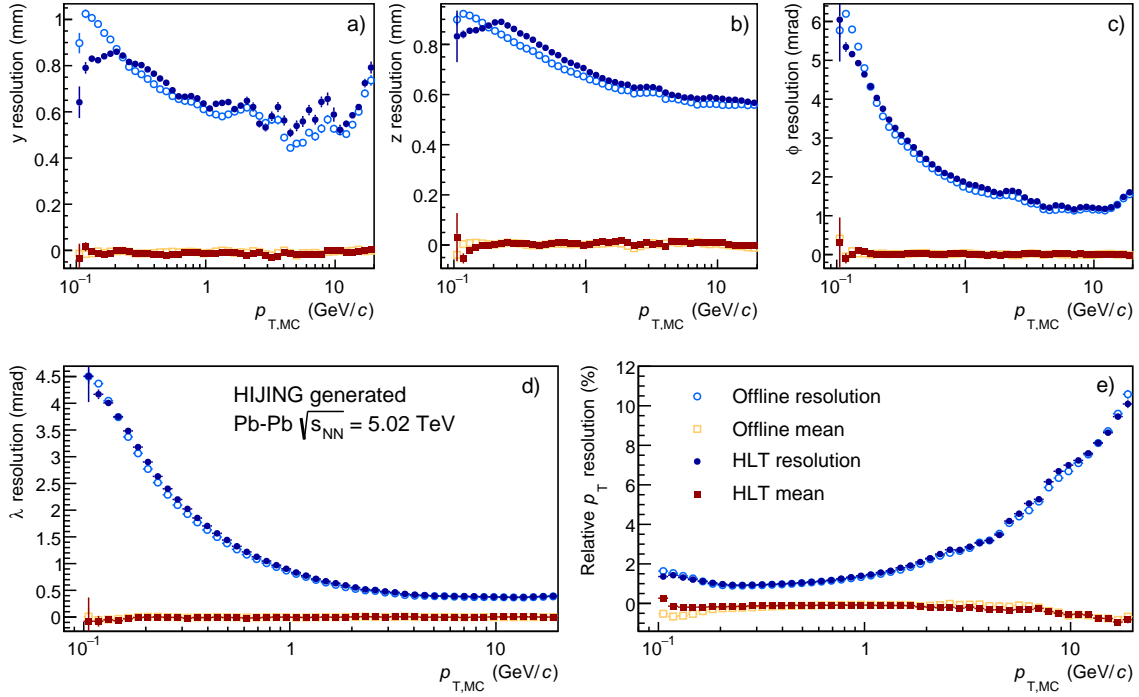 a)
y resolution (mm)
1
0.8
0.6
0.4
0.2
0
10⁻¹ 1 10
p_T,MC (GeV/c)
b)
z resolution (mm)
0.8
0.6
0.4
0.2
0
10⁻¹ 1 10
p_T,MC (GeV/c)
c)
ϕ resolution (mrad)
6
5
4
3
2
1
0
10⁻¹ 1 10
p_T,MC (GeV/c)
d)
λ resolution (mrad)
4.5
4
3.5
3
2.5
2
1.5
1
0.5
0
HIJING generated
Pb-Pb √s_NN = 5.02 TeV
10⁻¹ 1 10
p_T,MC (GeV/c)
e)
Relative p_T resolution (%)
12
10
8
6
4
2
0
Offline resolution
Offline mean
HLT resolution
HLT mean
10⁻¹ 1 10
p_T,MC (GeV/c)